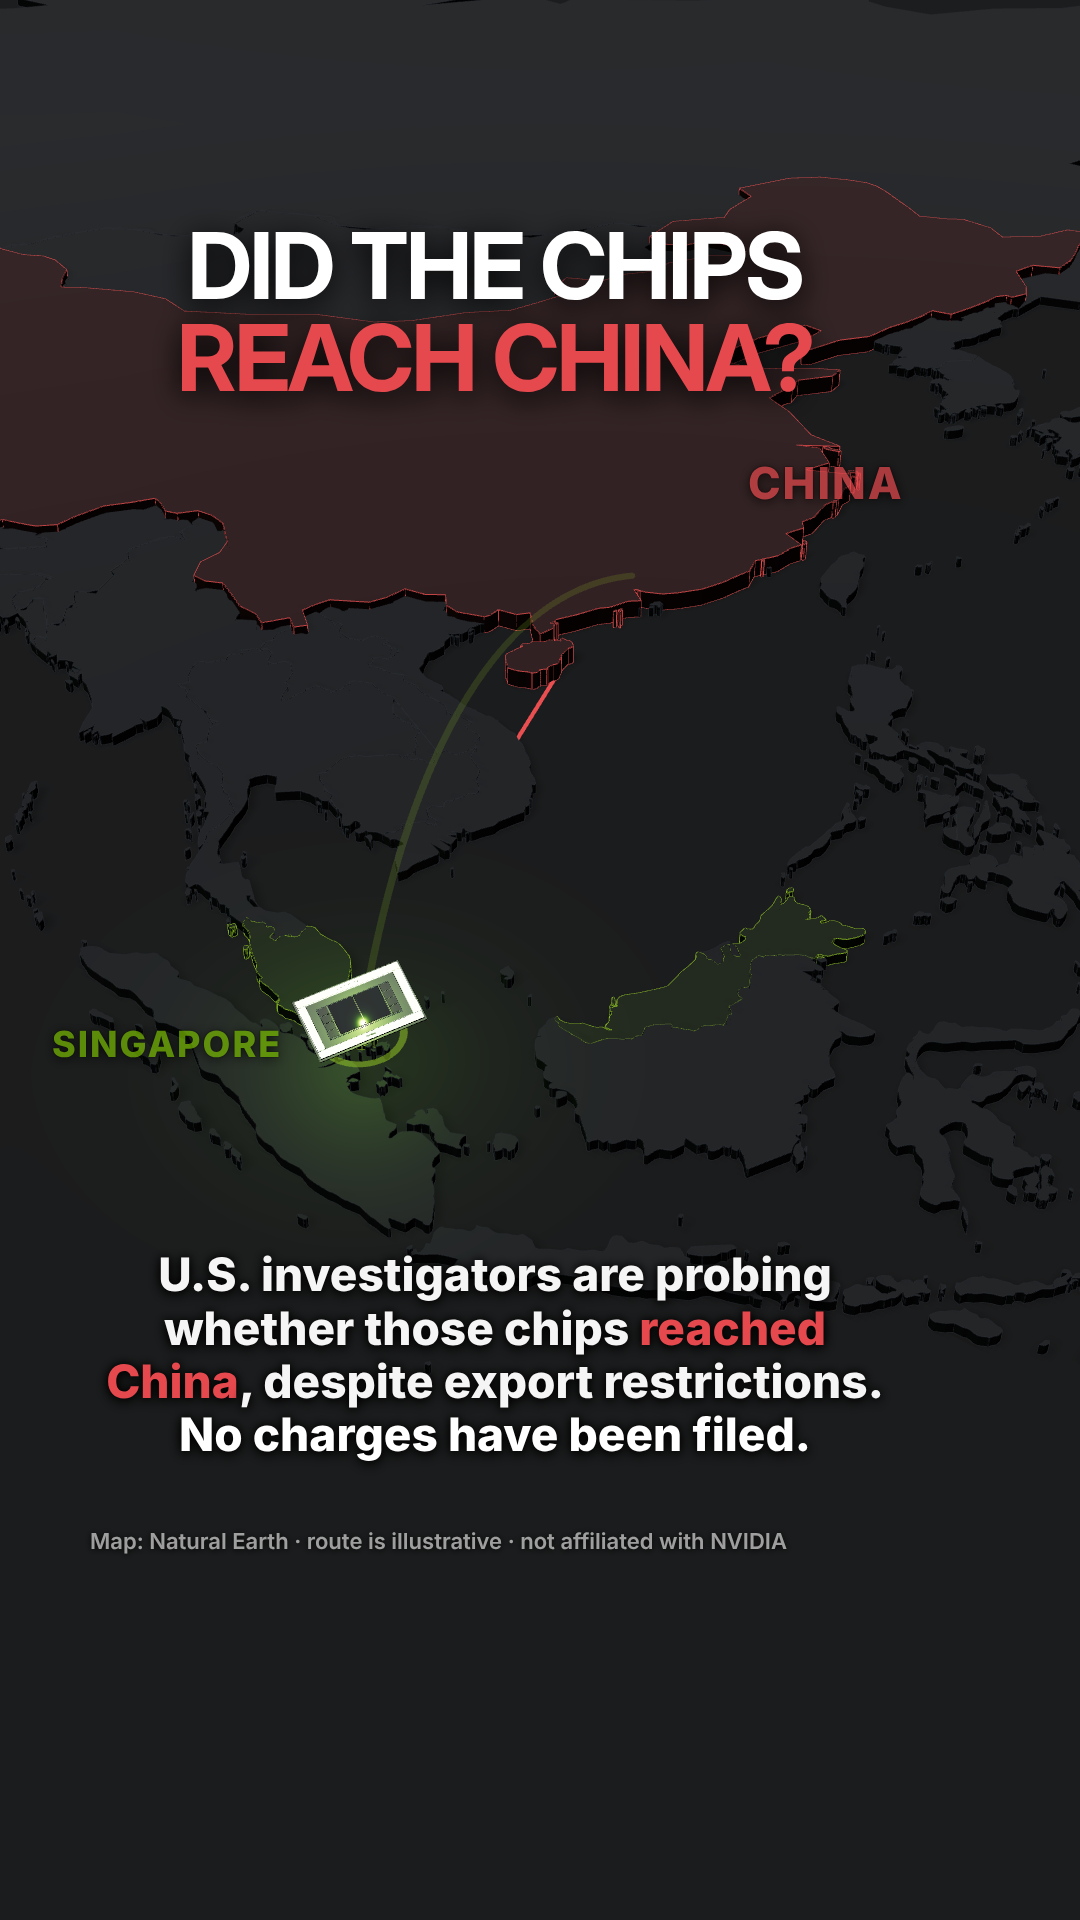 DID THE CHIPS
REACH CHINA?
CHINA
SINGAPORE
U.S. investigators are probing
whether those chips reached
China, despite export restrictions.
No charges have been filed.
Map: Natural Earth · route is illustrative · not affiliated with NVIDIA